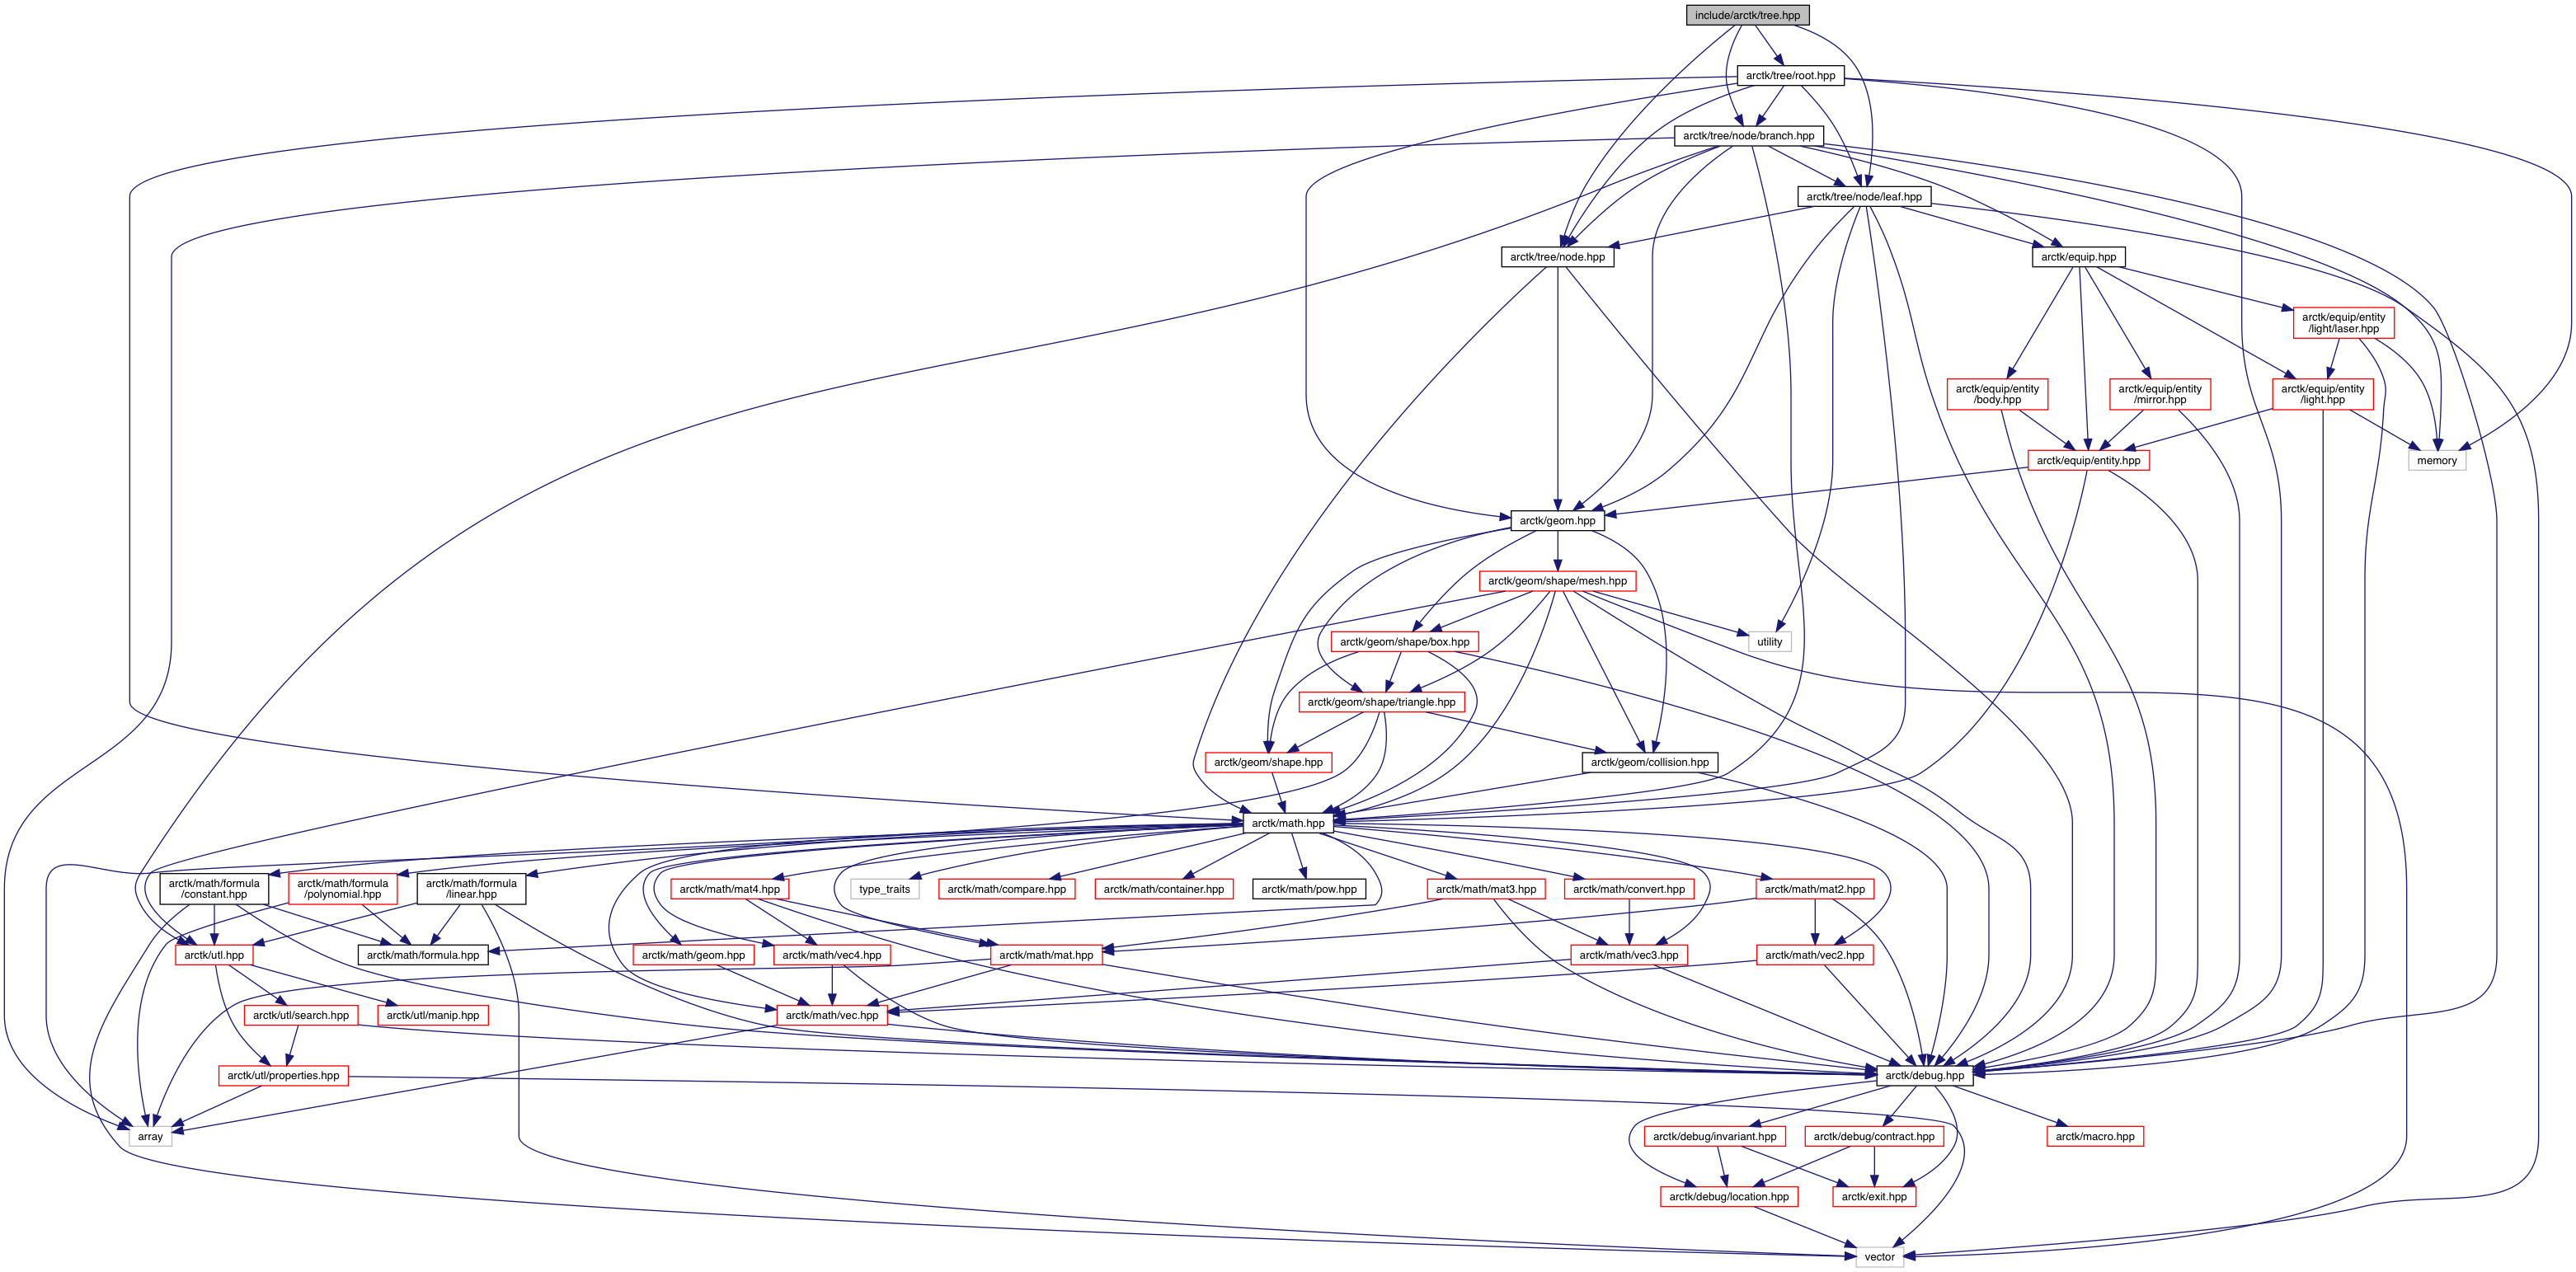 include/arctk/tree.hpp
arctk/tree/root.hpp
arctk/tree/node/branch.hpp
arctk/tree/node/leaf.hpp
arctk/tree/node.hpp
arctk/equip.hpp
arctk/equip/entity
/light/laser.hpp
arctk/equip/entity
/body.hpp
arctk/equip/entity
/mirror.hpp
arctk/equip/entity
/light.hpp
arctk/equip/entity.hpp
memory
arctk/geom.hpp
arctk/geom/shape/mesh.hpp
arctk/geom/shape/box.hpp
utility
arctk/geom/shape/triangle.hpp
arctk/geom/shape.hpp
arctk/geom/collision.hpp
arctk/math.hpp
arctk/math/formula
/constant.hpp
arctk/math/formula
/polynomial.hpp
arctk/math/formula
/linear.hpp
arctk/math/mat4.hpp
type_traits
arctk/math/compare.hpp
arctk/math/container.hpp
arctk/math/pow.hpp
arctk/math/mat3.hpp
arctk/math/convert.hpp
arctk/math/mat2.hpp
arctk/utl.hpp
arctk/math/formula.hpp
arctk/math/geom.hpp
arctk/math/vec4.hpp
arctk/math/mat.hpp
arctk/math/vec3.hpp
arctk/math/vec2.hpp
arctk/utl/search.hpp
arctk/utl/manip.hpp
arctk/math/vec.hpp
arctk/utl/properties.hpp
arctk/debug.hpp
array
arctk/debug/invariant.hpp
arctk/debug/contract.hpp
arctk/macro.hpp
arctk/debug/location.hpp
arctk/exit.hpp
vector